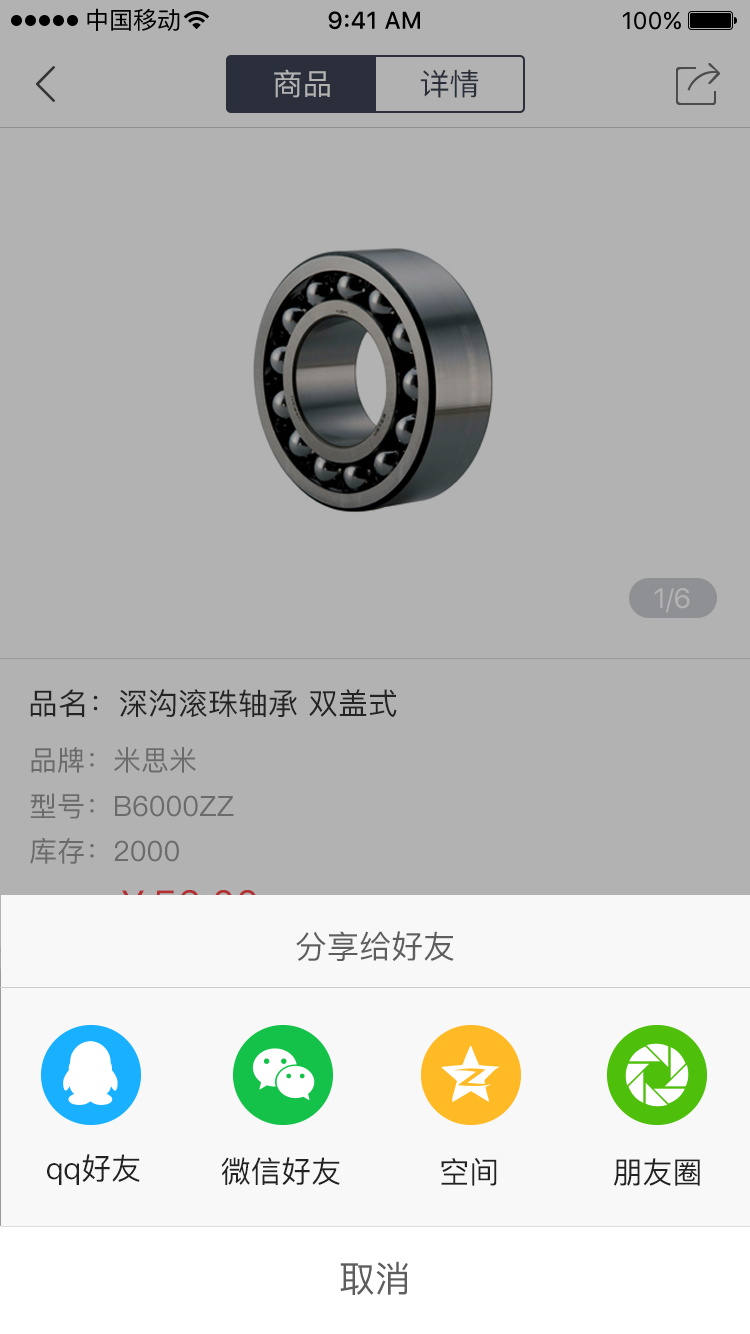 中国移动 9:41 AM 100%
商品 详情
1/6
品名：深沟滚珠轴承 双盖式
品牌：米思米
型号：B6000ZZ
库存：2000
分享给好友
qq好友 微信好友 空间 朋友圈
取消